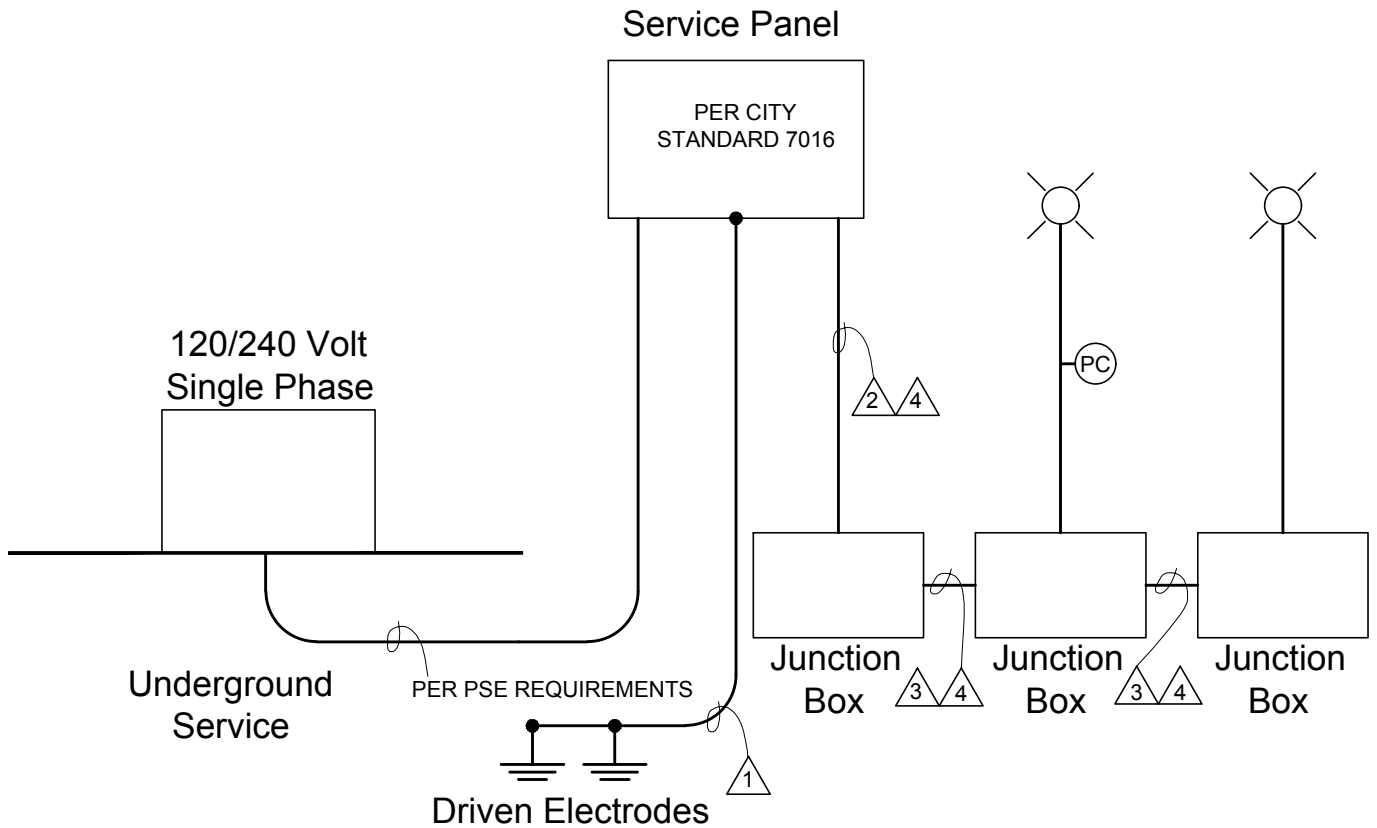 Service Panel
PER CITY
STANDARD 7016
120/240 Volt
Single Phase
PC
2 4
Underground
Service
PER PSE REQUIREMENTS
Junction
Box
3 4
Junction
Box
3 4
Junction
Box
1
Driven Electrodes